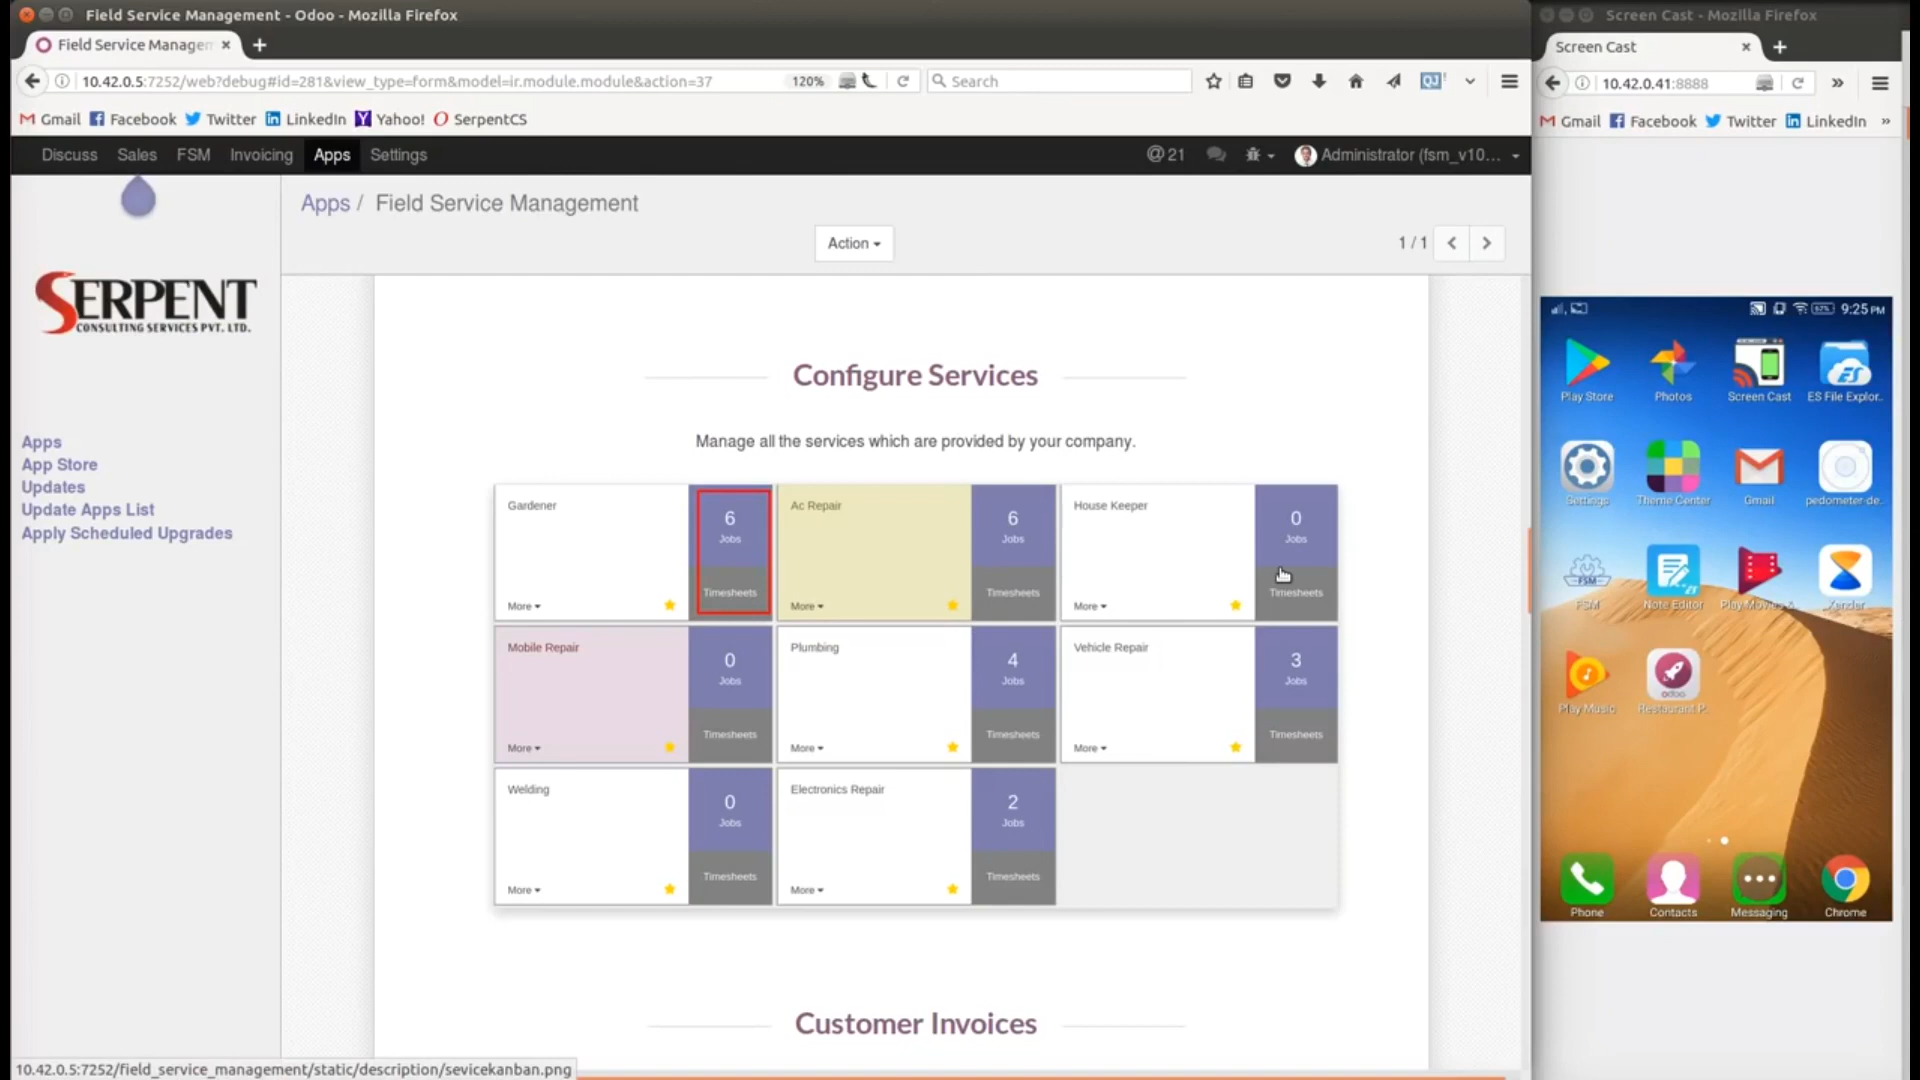 Field Service Management - Odoo - Mozilla Firefox
Field Service Managem
10.42.0.5:7252/web?debug#id=281&view_type=form&model=ir.module.module&action=37
120%
Search
Gmail Facebook Twitter LinkedIn Yahoo! SerpentCS
Discuss Sales FSM Invoicing Apps Settings
@ 21
Administrator (fsm_v10...
SERPENT
CONSULTING SERVICES PVT. LTD.
Apps
App Store
Updates
Update Apps List
Apply Scheduled Upgrades
Apps / Field Service Management
Action
1 / 1
Configure Services
Manage all the services which are provided by your company.
Gardener
6
Jobs
Timesheets
More
Ac Repair
6
Jobs
Timesheets
More
House Keeper
0
Jobs
Timesheets
More
Mobile Repair
0
Jobs
Timesheets
More
Plumbing
4
Jobs
Timesheets
More
Vehicle Repair
3
Jobs
Timesheets
More
Welding
0
Jobs
Timesheets
More
Electronics Repair
2
Jobs
Timesheets
More
Customer Invoices
10.42.0.5:7252/field_service_management/static/description/sevicekanban.png
Screen Cast - Mozilla Firefox
Screen Cast
10.42.0.41:8888
Gmail Facebook Twitter LinkedIn
9:25 PM
Play Store Photos Screen Cast ES File Explor..
Settings Theme Center Gmail pedometer-de..
FSM Note Editor Play Movies & Xender
Play Music Restaurant P..
odoo
Phone Contacts Messaging Chrome